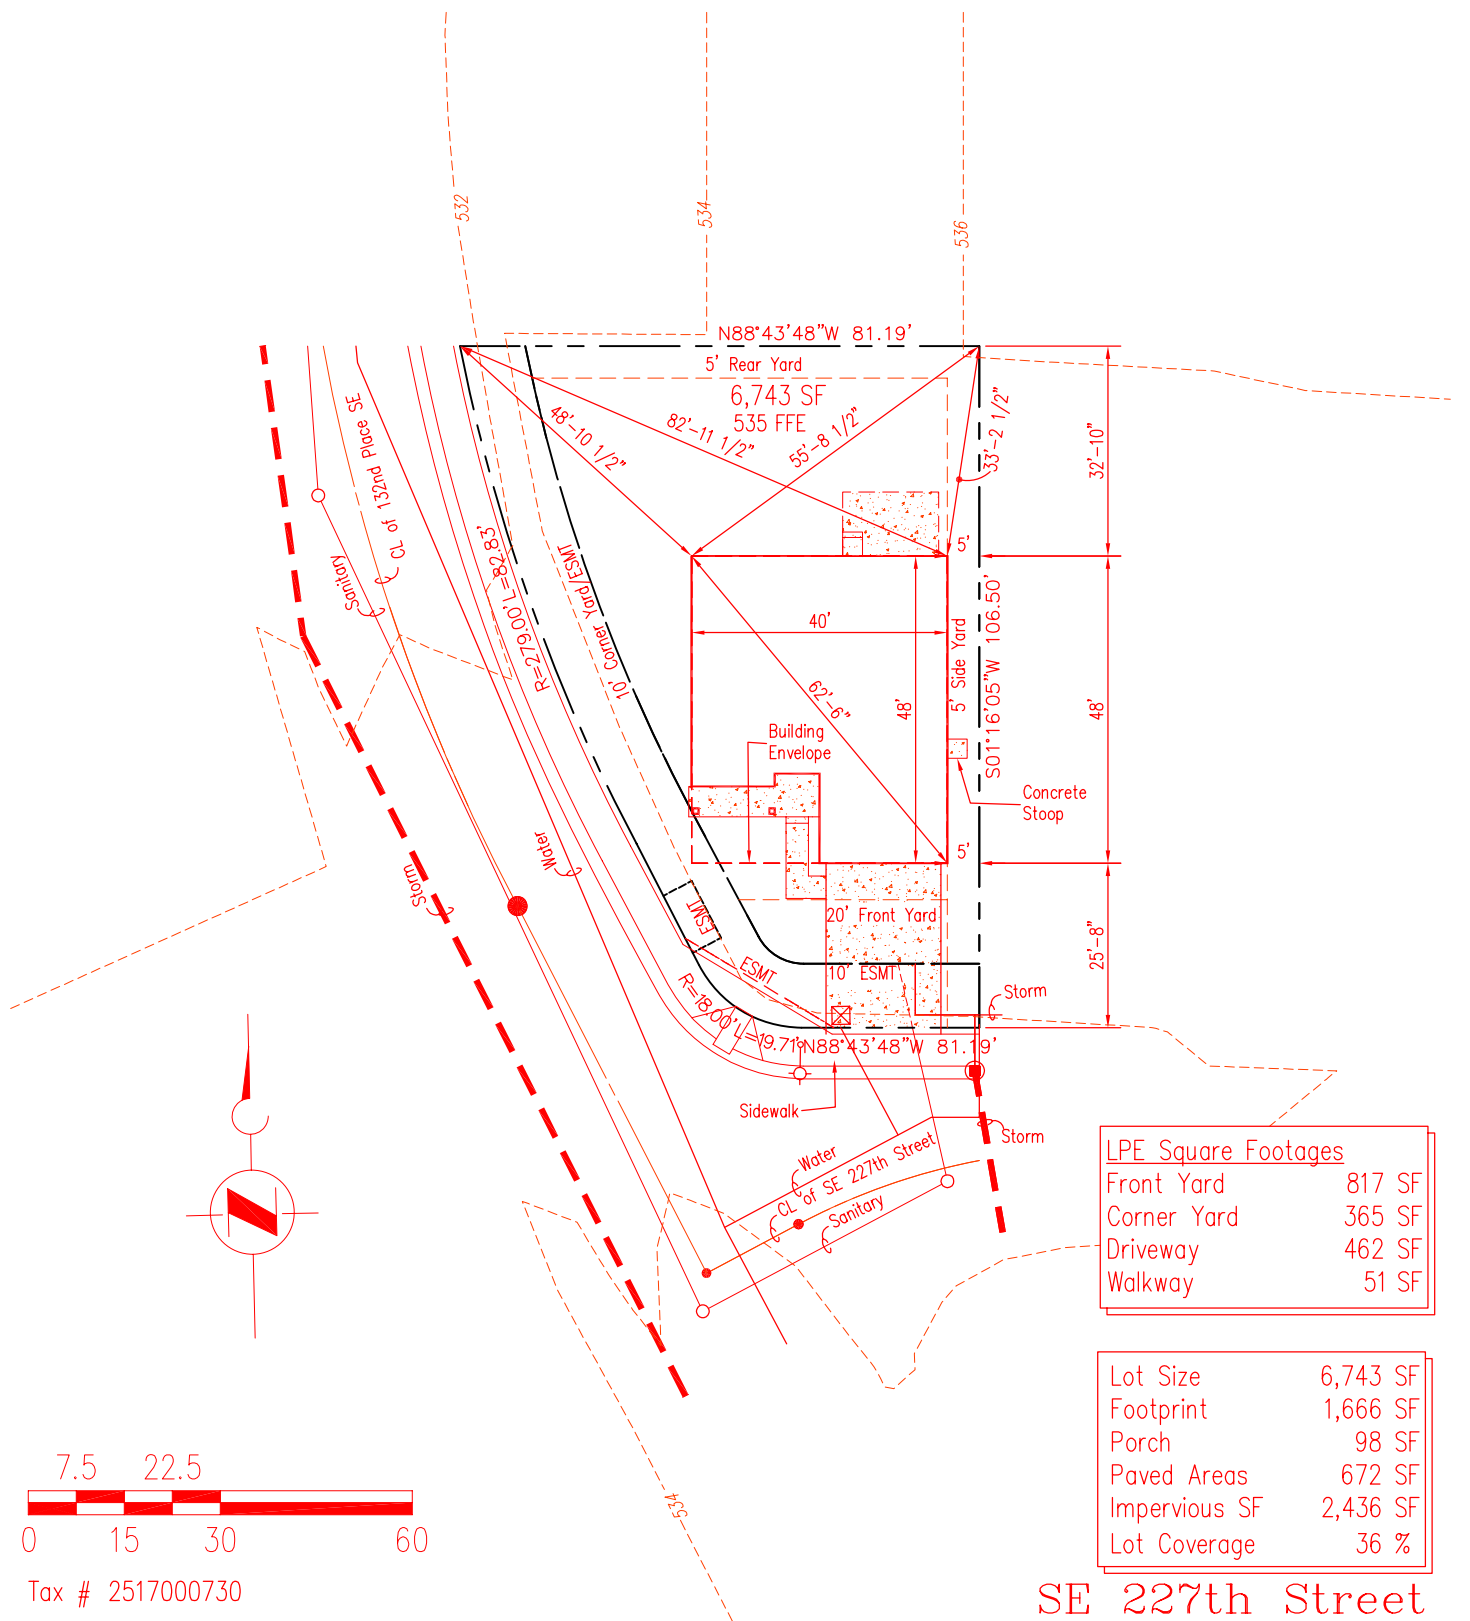 532
534
536
N88°43'48"W 81.19'
5' Rear Yard
6,743 SF
535 FFE
48'-10 1/2"
82'-11 1/2"
55'-8 1/2"
33'-2 1/2"
32'-10"
CL of 132nd Place SE
Sanitary
R=279.00' L=82.83'
10' Corner Yard/ESMT
5'
40'
62'-6"
48'
5' Side Yard
S01°16'05"W 106.50'
48'
Building
Envelope
Concrete
Stoop
5'
Water
Storm
ESMT
20' Front Yard
25'-8"
ESMT
10' ESMT
Storm
R=18.00' L=19.71'
N88°43'48"W 81.19'
Sidewalk
Storm
Water
CL of SE 227th Street
Sanitary
LPE Square Footages
Front Yard 817 SF
Corner Yard 365 SF
Driveway 462 SF
Walkway 51 SF
Lot Size 6,743 SF
Footprint 1,666 SF
Porch 98 SF
Paved Areas 672 SF
Impervious SF 2,436 SF
Lot Coverage 36 %
7.5 22.5
0 15 30 60
534
Tax # 2517000730
SE 227th Street